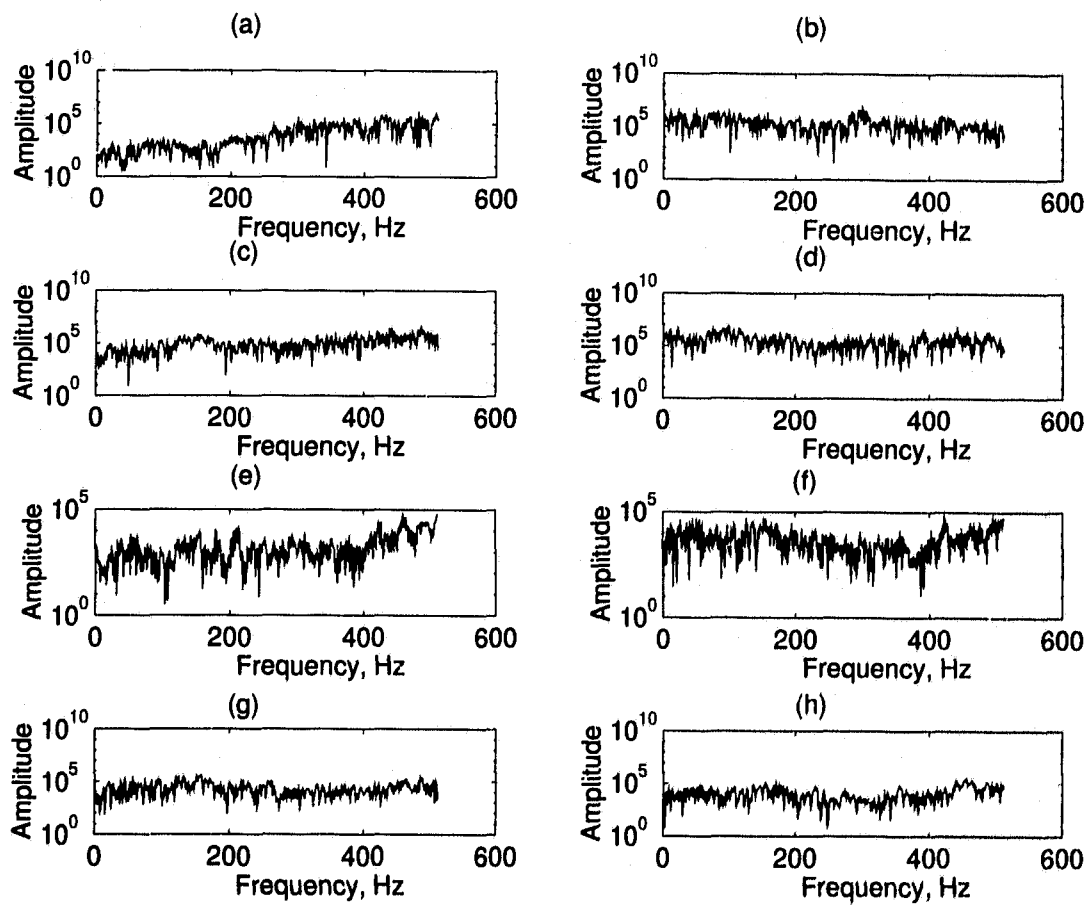 (a)
Amplitude
10^10
10^5
10^0
0 200 400 600
Frequency, Hz
(b)
Amplitude
10^10
10^5
10^0
0 200 400 600
Frequency, Hz
(c)
Amplitude
10^10
10^5
10^0
0 200 400 600
Frequency, Hz
(d)
Amplitude
10^10
10^5
10^0
0 200 400 600
Frequency, Hz
(e)
Amplitude
10^5
10^0
0 200 400 600
Frequency, Hz
(f)
Amplitude
10^5
10^0
0 200 400 600
Frequency, Hz
(g)
Amplitude
10^10
10^5
10^0
0 200 400 600
Frequency, Hz
(h)
Amplitude
10^10
10^5
10^0
0 200 400 600
Frequency, Hz